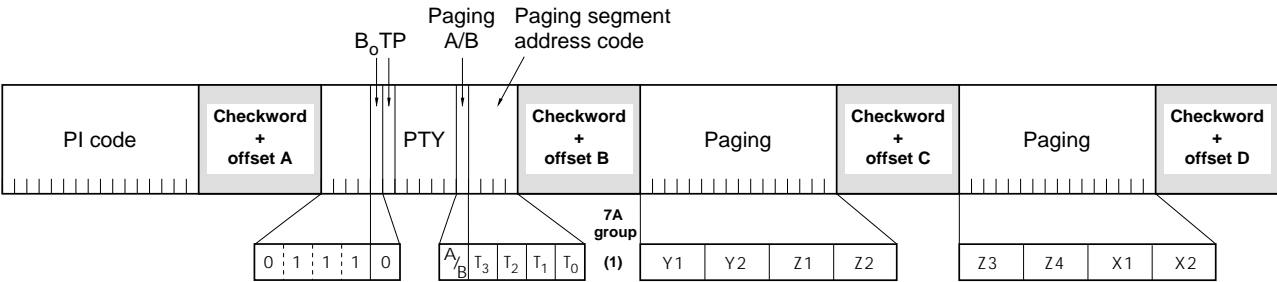 Paging Paging segment
B₀TP A/B address code
PI code
Checkword
+
offset A
PTY
Checkword
+
offset B
Paging
Checkword
+
offset C
Paging
Checkword
+
offset D
7A
group
(1)
0 1 1 1 0
A/B T₃ T₂ T₁ T₀
Y1 Y2 Z1 Z2
Z3 Z4 X1 X2